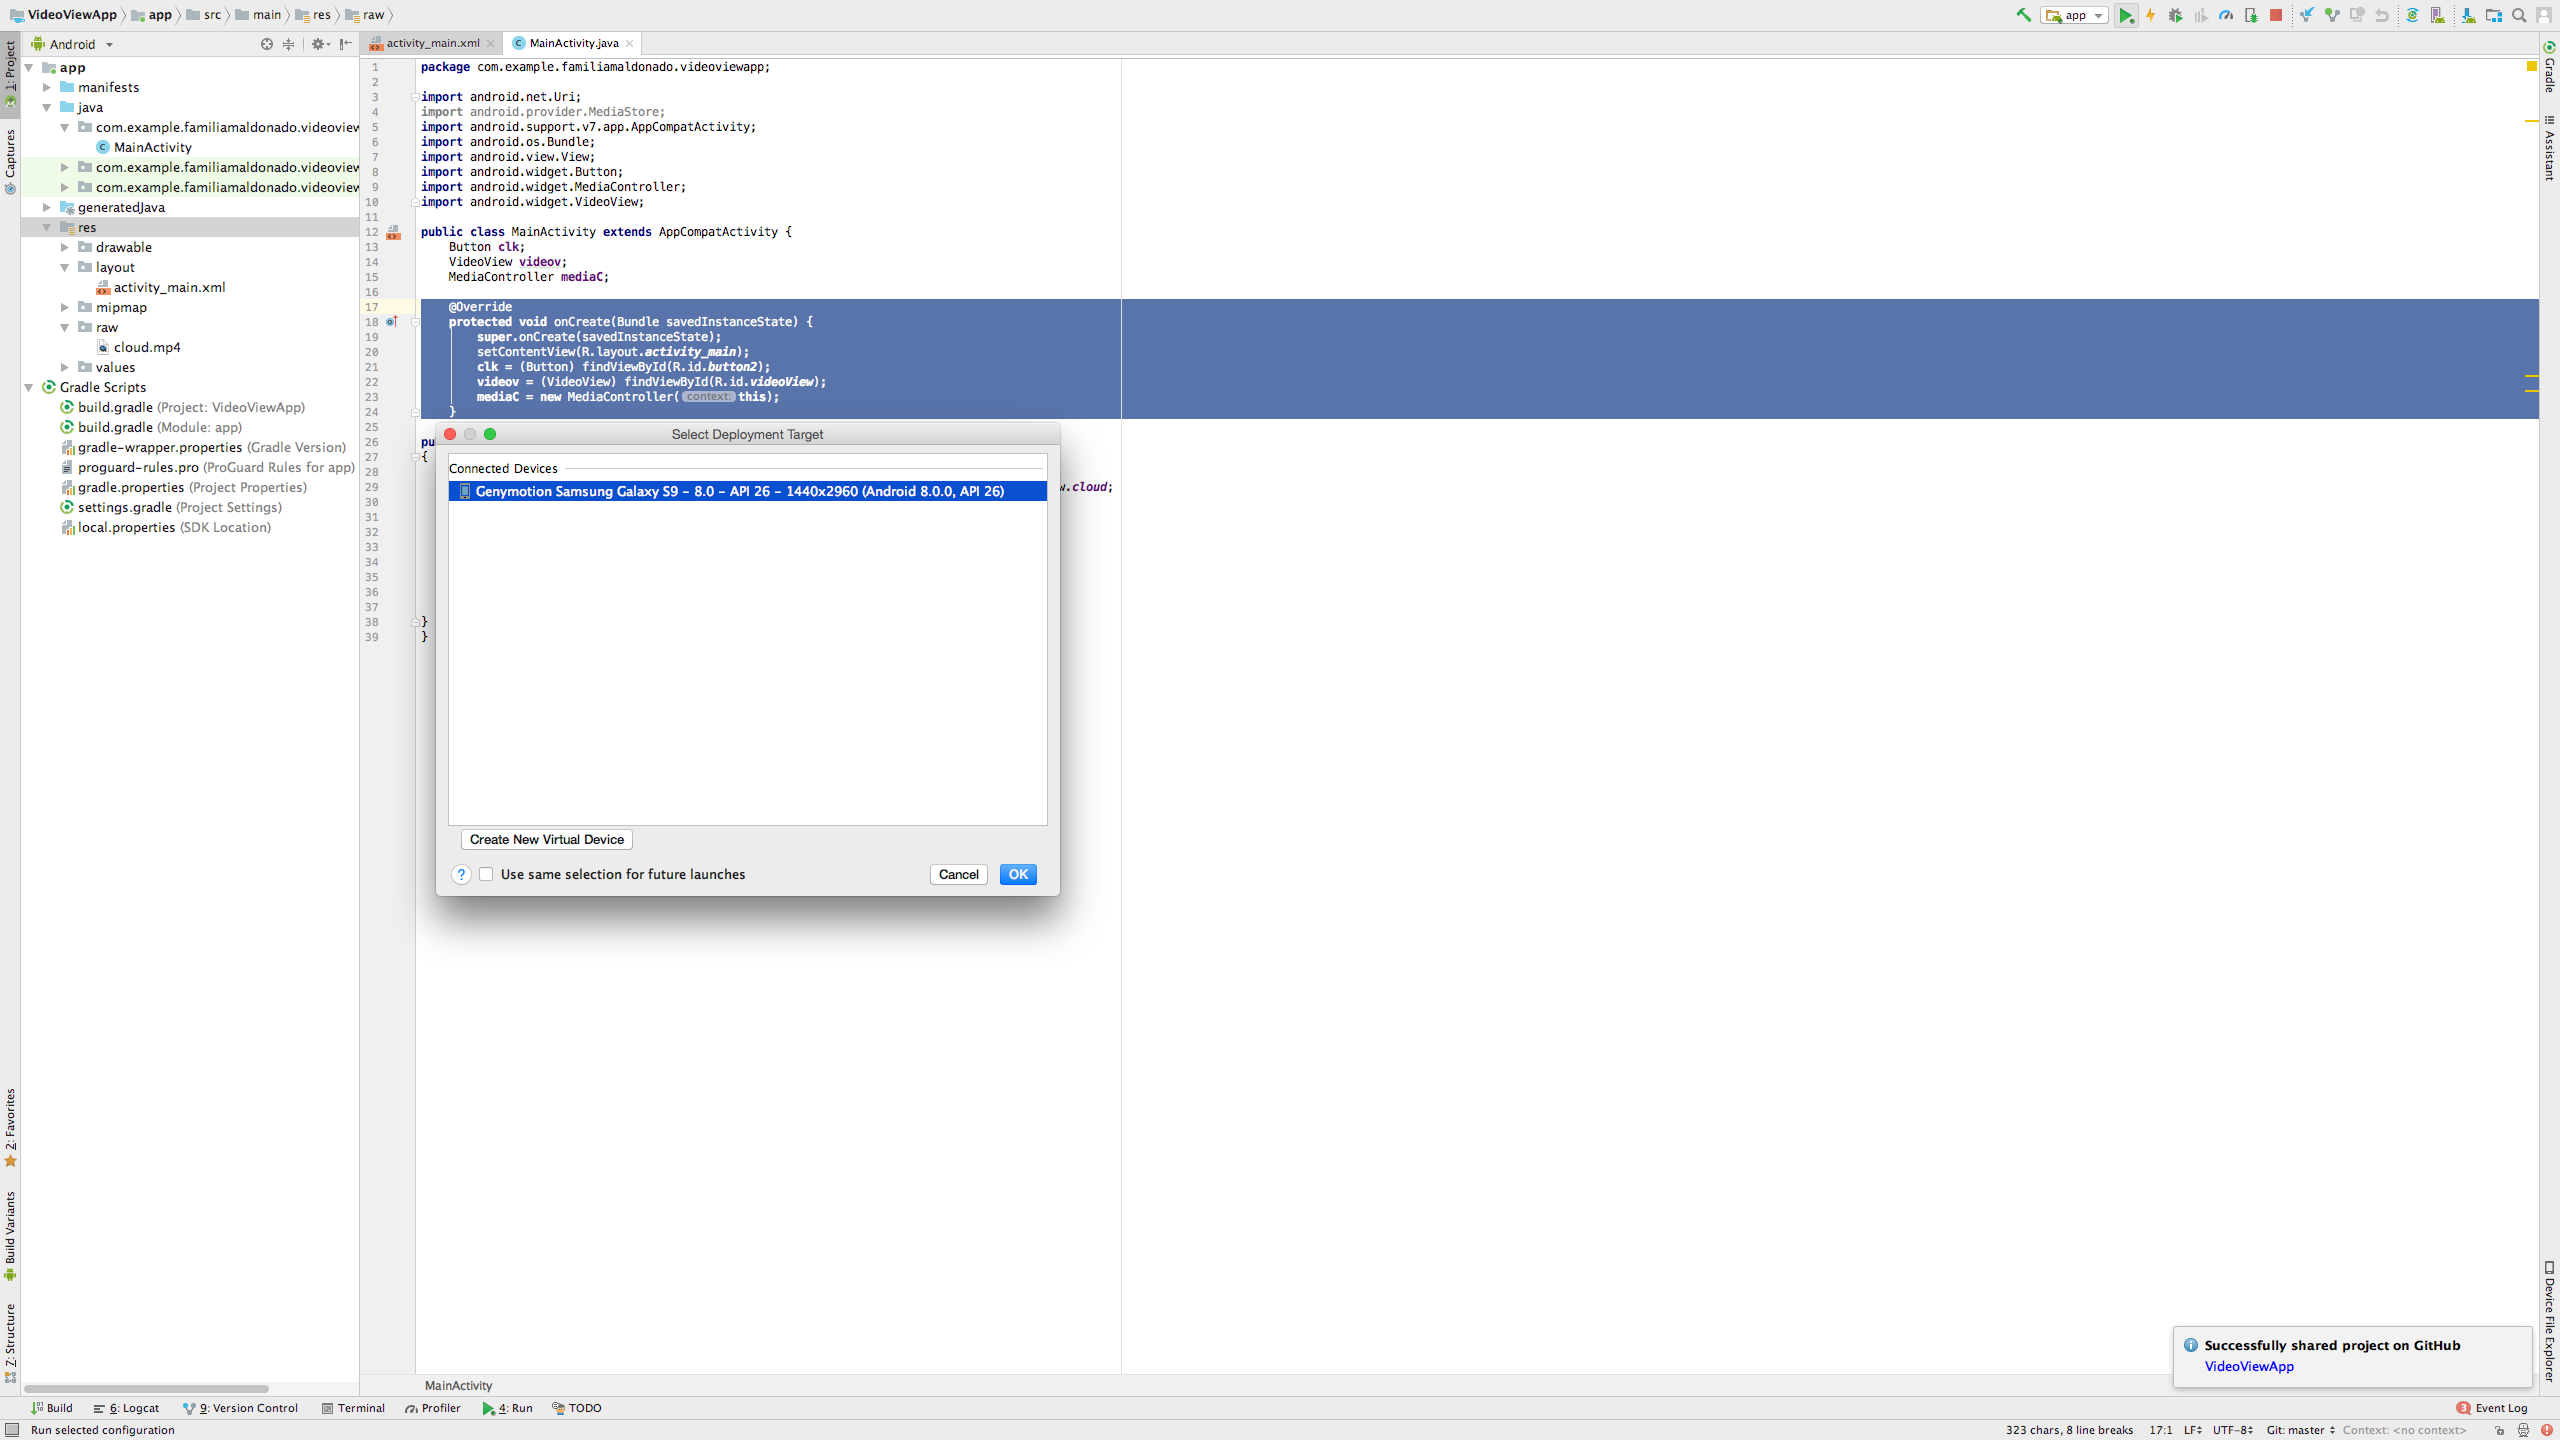 VideoViewApp app src main res raw
app
Android
activity_main.xml
MainActivity.java
1: Project
Captures
2: Favorites
Build Variants
Z: Structure
Gradle
Assistant
Device File Explorer
app
manifests
java
com.example.familiamaldonado.videoview
MainActivity
com.example.familiamaldonado.videoview
com.example.familiamaldonado.videoview
generatedJava
res
drawable
layout
activity_main.xml
mipmap
raw
cloud.mp4
values
Gradle Scripts
build.gradle (Project: VideoViewApp)
build.gradle (Module: app)
gradle-wrapper.properties (Gradle Version)
proguard-rules.pro (ProGuard Rules for app)
gradle.properties (Project Properties)
settings.gradle (Project Settings)
local.properties (SDK Location)
1 package com.example.familiamaldonado.videoviewapp;
2
3 import android.net.Uri;
4 import android.provider.MediaStore;
5 import android.support.v7.app.AppCompatActivity;
6 import android.os.Bundle;
7 import android.view.View;
8 import android.widget.Button;
9 import android.widget.MediaController;
10 import android.widget.VideoView;
11
12 public class MainActivity extends AppCompatActivity {
13 Button clk;
14 VideoView videov;
15 MediaController mediaC;
16
17 @Override
18 protected void onCreate(Bundle savedInstanceState) {
19 super.onCreate(savedInstanceState);
20 setContentView(R.layout.activity_main);
21 clk = (Button) findViewById(R.id.button2);
22 videov = (VideoView) findViewById(R.id.videoView);
23 mediaC = new MediaController( context: this);
24 }
25
26 pu
27 {
28
29 .cloud;
30
31
32
33
34
35
36
37
38 }
39 }
Select Deployment Target
Connected Devices
Genymotion Samsung Galaxy S9 - 8.0 - API 26 - 1440x2960 (Android 8.0.0, API 26)
Create New Virtual Device
? Use same selection for future launches
Cancel
OK
MainActivity
Successfully shared project on GitHub
VideoViewApp
Build 6: Logcat 9: Version Control Terminal Profiler 4: Run TODO
3 Event Log
Run selected configuration
323 chars, 8 line breaks 17:1 LF UTF-8 Git: master Context: <no context>